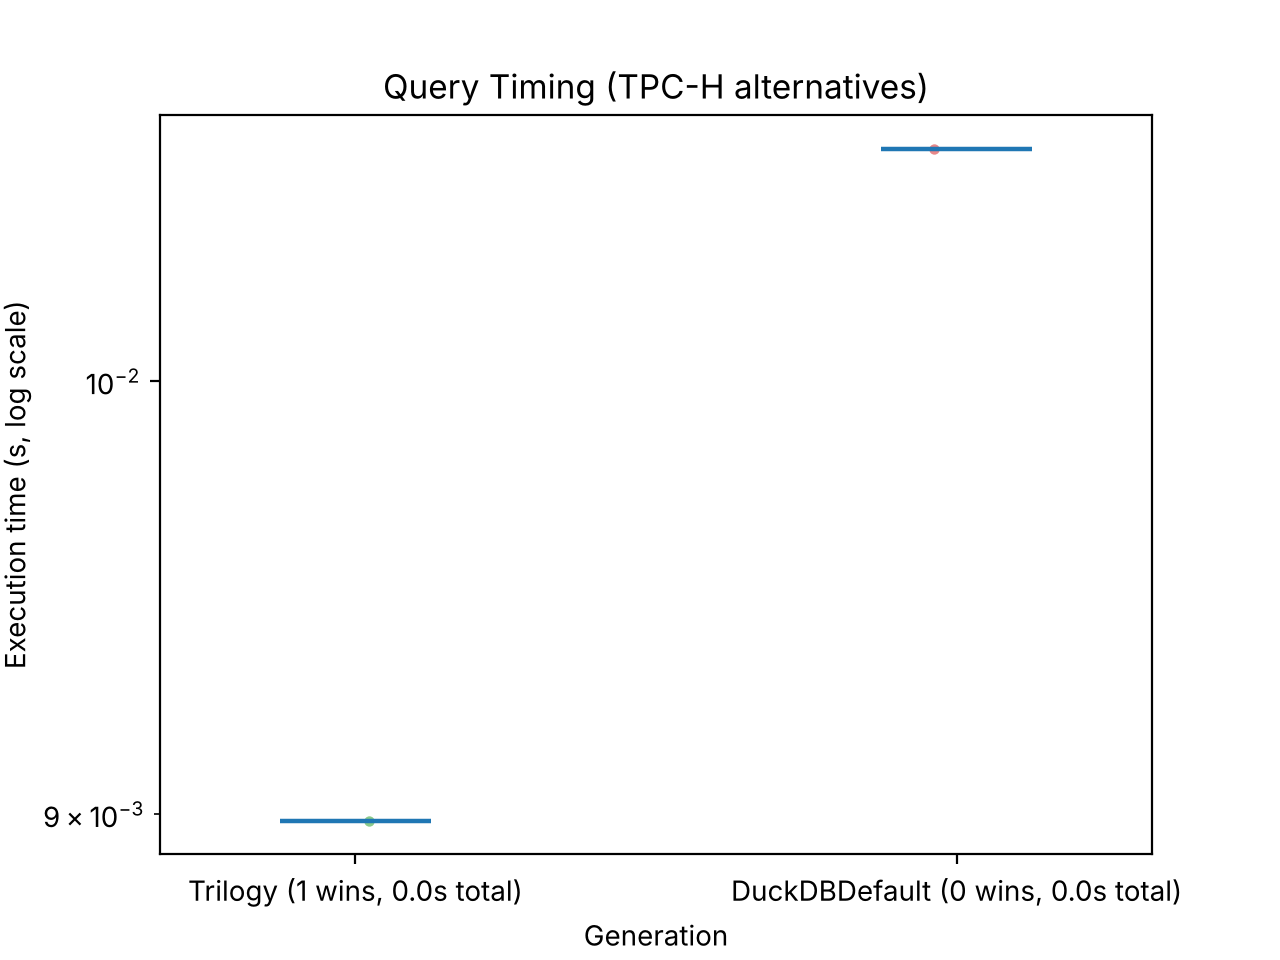 Query Timing (TPC-H alternatives)
Execution time (s, log scale)
10⁻²
9 × 10⁻³
Trilogy (1 wins, 0.0s total)
DuckDBDefault (0 wins, 0.0s total)
Generation